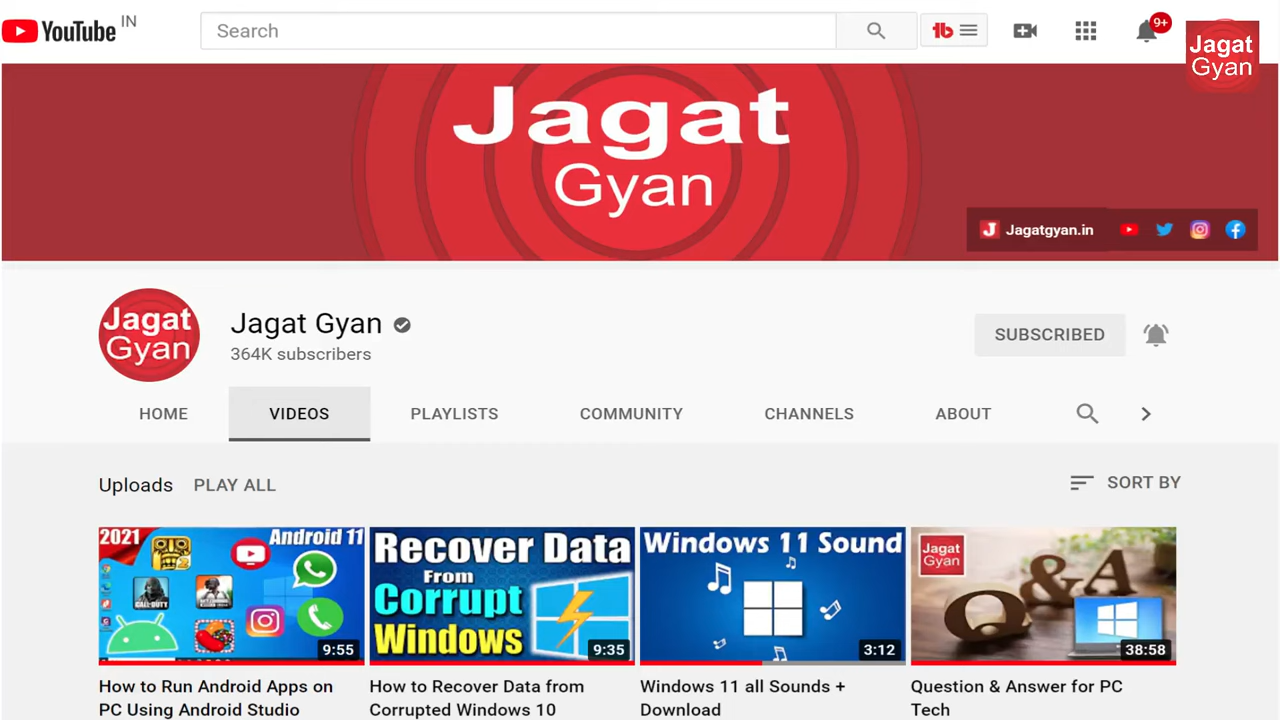 YouTube IN
Search
9+
Jagat
Gyan
Jagat
Gyan
Jagatgyan.in
Jagat
Gyan
Jagat Gyan
364K subscribers
SUBSCRIBED
HOME VIDEOS PLAYLISTS COMMUNITY CHANNELS ABOUT
Uploads PLAY ALL
SORT BY
2021
Android 11
CALL OF DUTY
9:55
Recover Data
From
Corrupt
Windows
9:35
Windows 11 Sound
3:12
Jagat
Gyan
Q&A
38:58
How to Run Android Apps on
PC Using Android Studio
How to Recover Data from
Corrupted Windows 10
Windows 11 all Sounds +
Download
Question & Answer for PC
Tech